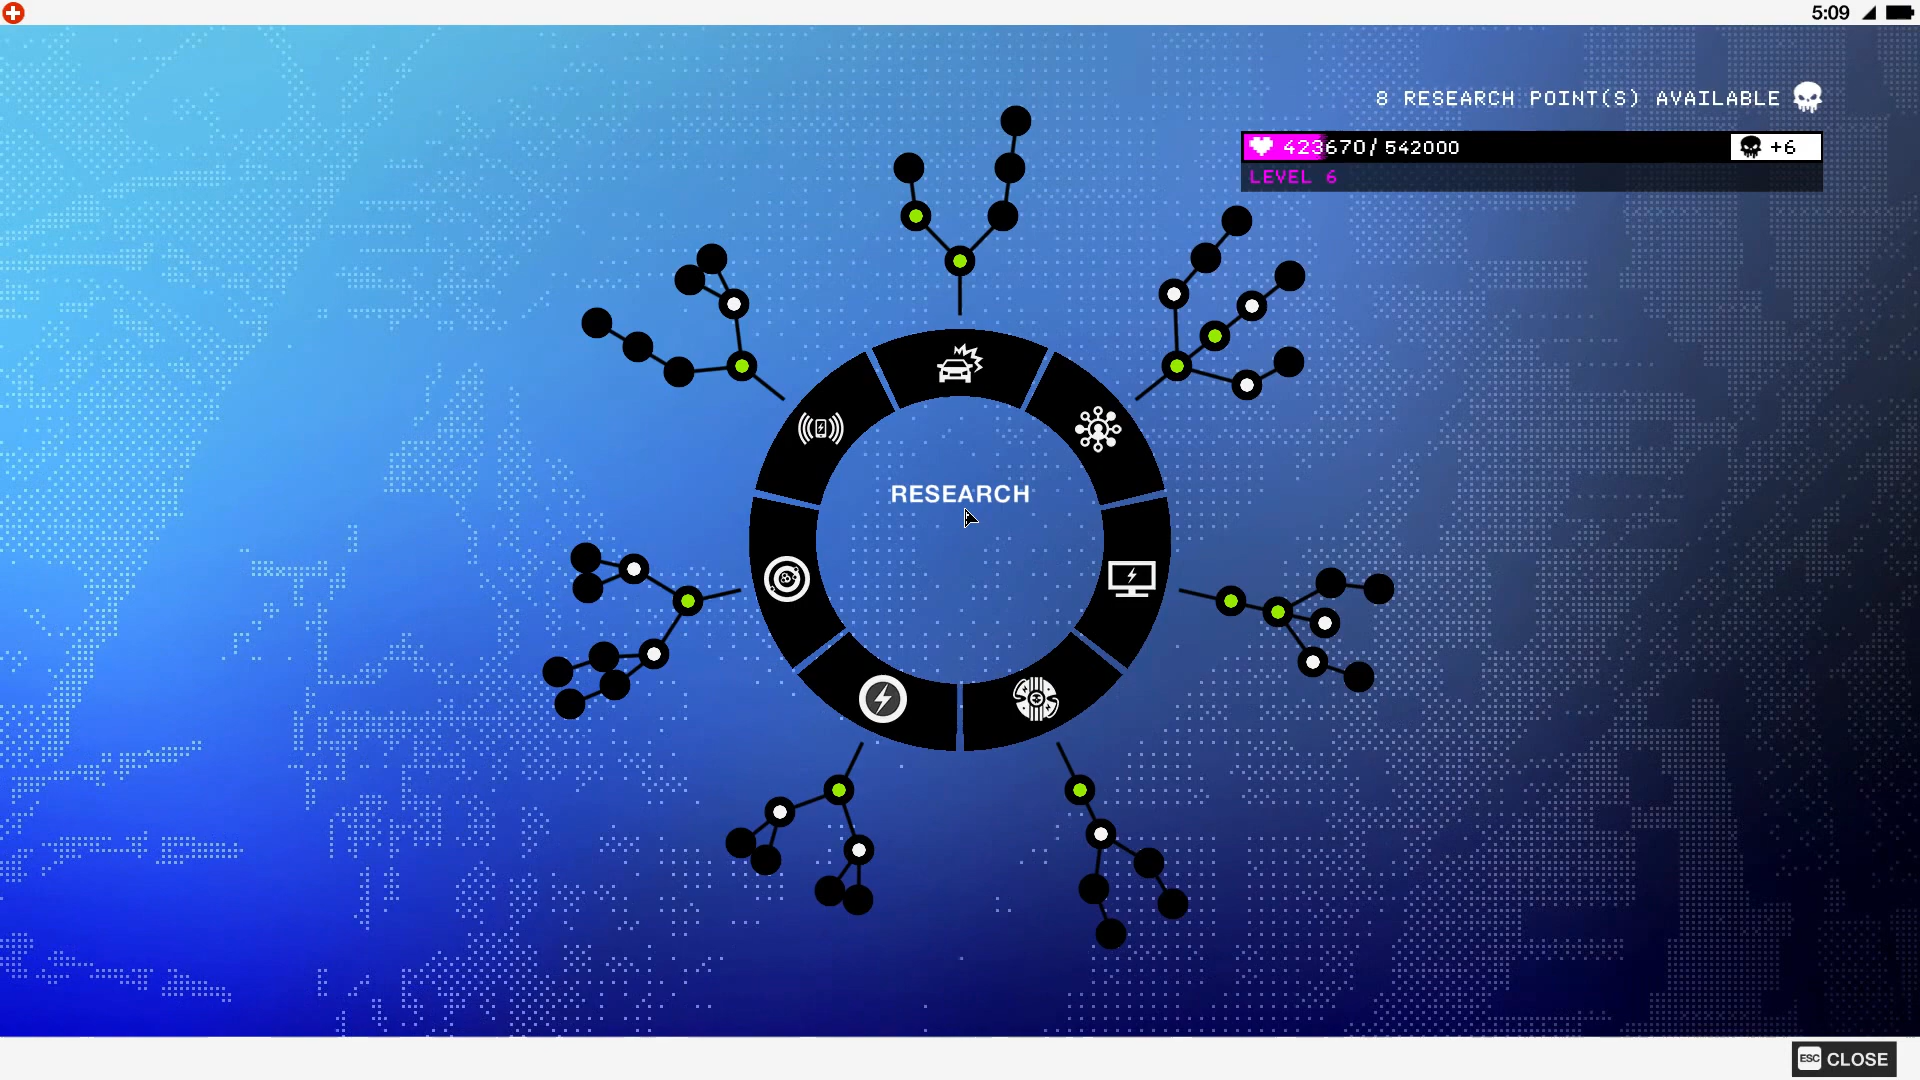 5:09
8 RESEARCH POINT(S) AVAILABLE
423670/542000
+6
LEVEL 6
RESEARCH
ESC CLOSE